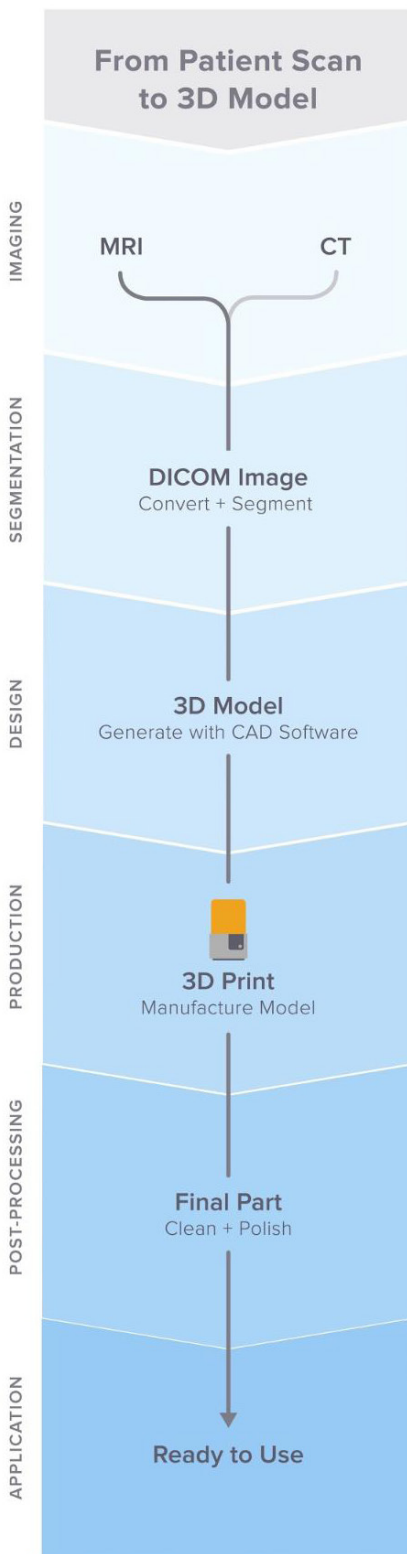 From Patient Scan
to 3D Model
IMAGING
MRI
CT
SEGMENTATION
DICOM Image
Convert + Segment
DESIGN
3D Model
Generate with CAD Software
PRODUCTION
3D Print
Manufacture Model
POST-PROCESSING
Final Part
Clean + Polish
APPLICATION
Ready to Use